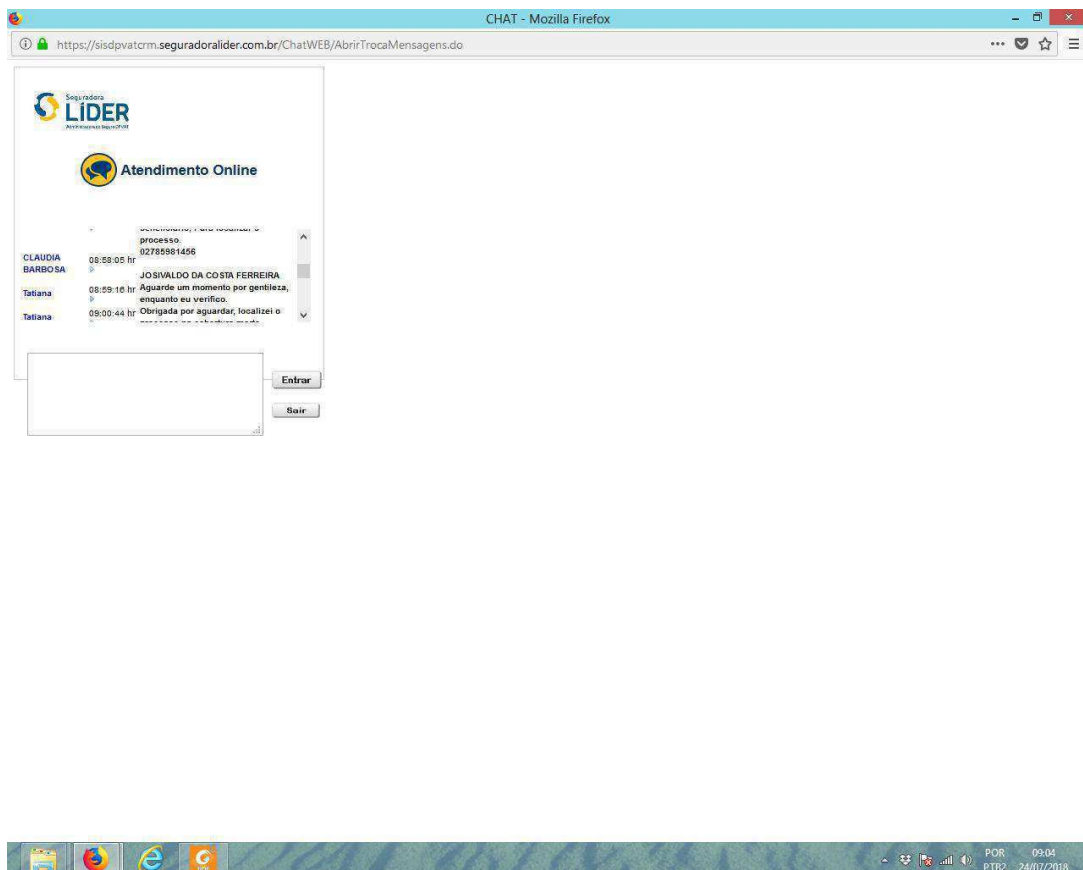 CHAT - Mozilla Firefox
https://sisdpvatcrm.seguradoralider.com.br/ChatWEB/AbrirTrocaMensagens.do
Seguradora
LÍDER
Atendimento Online
processo.
CLAUDIA BARBOSA 08:58:05 hr 02785981456
JOSIVALDO DA COSTA FERREIRA
Tatiana 08:59:16 hr Aguarde um momento por gentileza,
enquanto eu verifico.
Tatiana 09:00:44 hr Obrigada por aguardar, localizei o
Entrar
Sair
POR 09:04
PTB2 24/07/2018